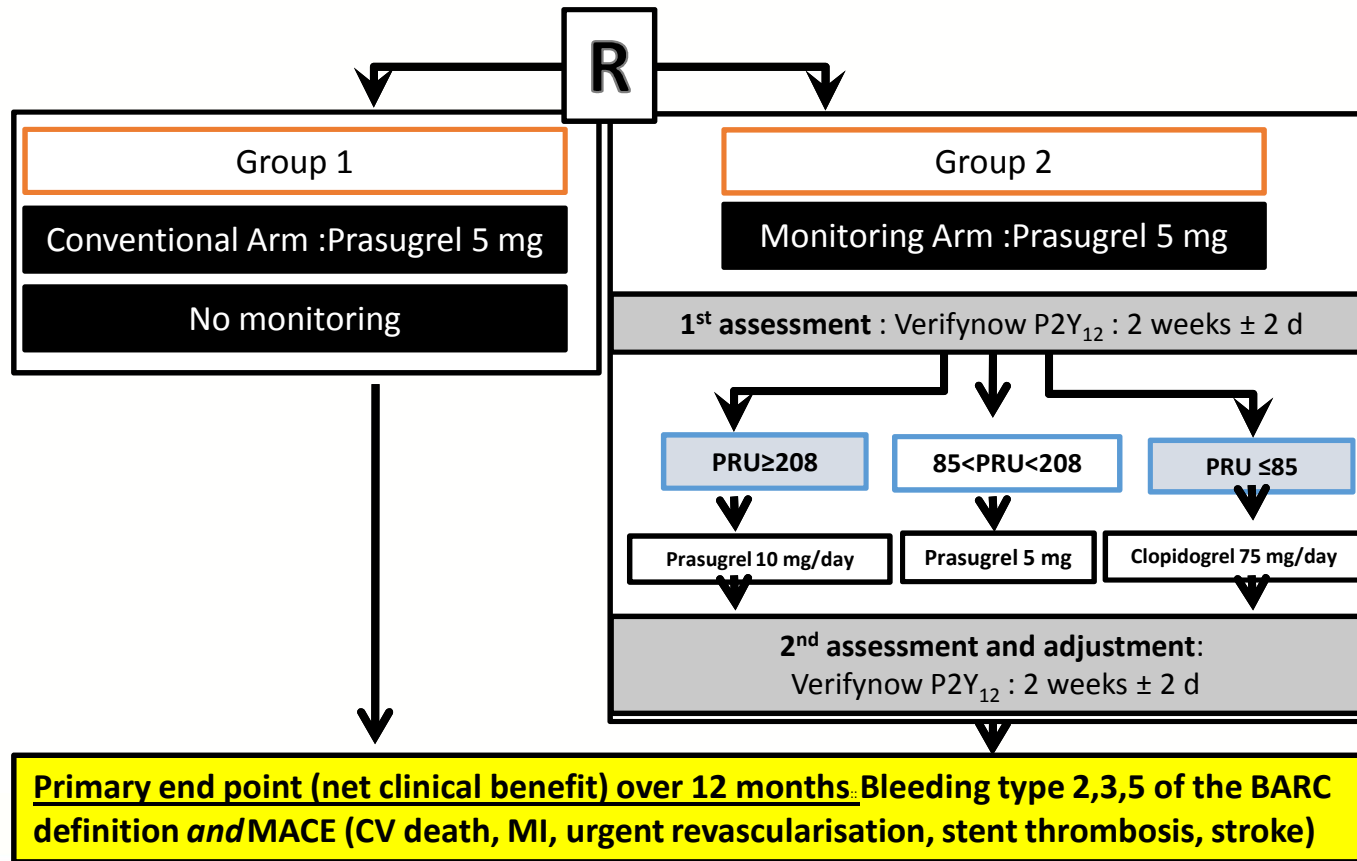 R
Group 1
Conventional Arm :Prasugrel 5 mg
No monitoring
Group 2
Monitoring Arm :Prasugrel 5 mg
1st assessment : Verifynow P2Y12 : 2 weeks ± 2 d
PRU≥208
85<PRU<208
PRU ≤85
Prasugrel 10 mg/day
Prasugrel 5 mg
Clopidogrel 75 mg/day
2nd assessment and adjustment:
Verifynow P2Y12 : 2 weeks ± 2 d
Primary end point (net clinical benefit) over 12 months:: Bleeding type 2,3,5 of the BARC
definition and MACE (CV death, MI, urgent revascularisation, stent thrombosis, stroke)